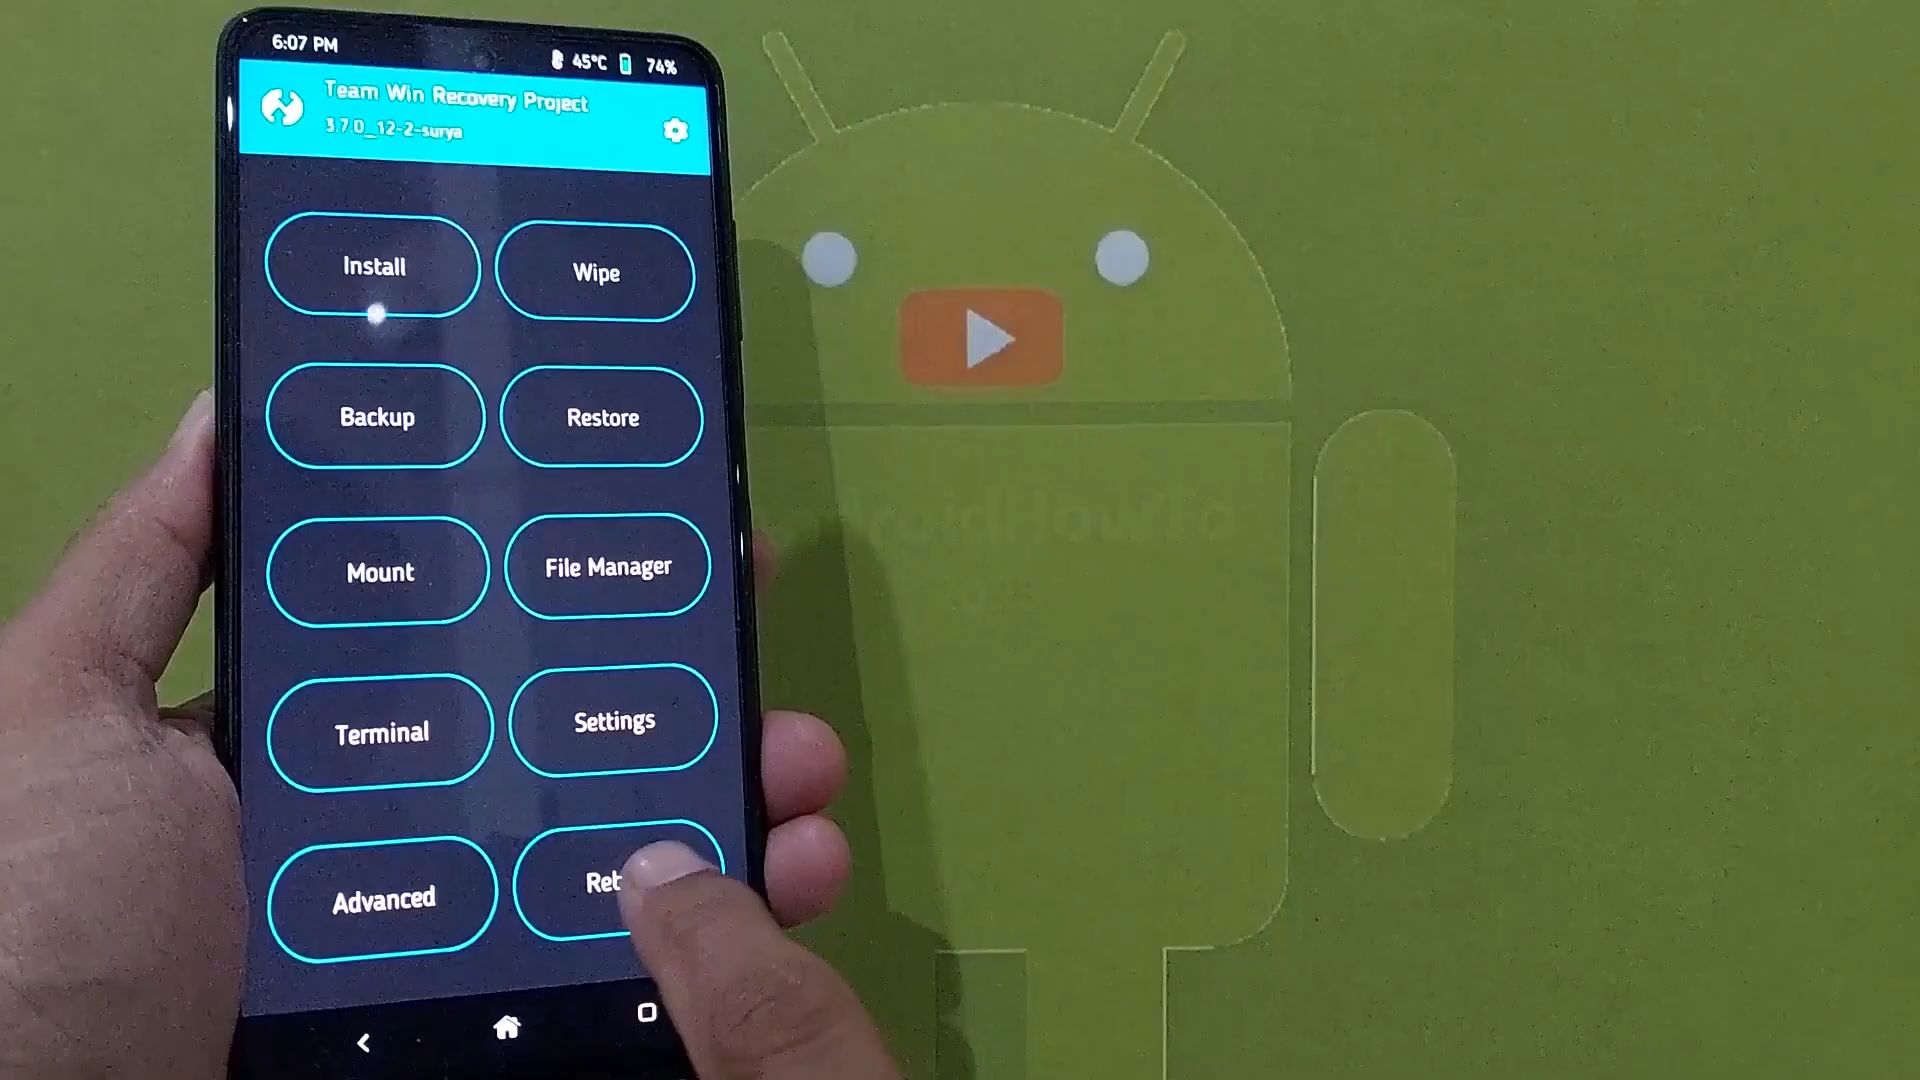 6:07 PM
45°C 74%
Team Win Recovery Project
3.7.0_12-2-surya
Install
Wipe
Backup
Restore
Mount
File Manager
Terminal
Settings
Advanced